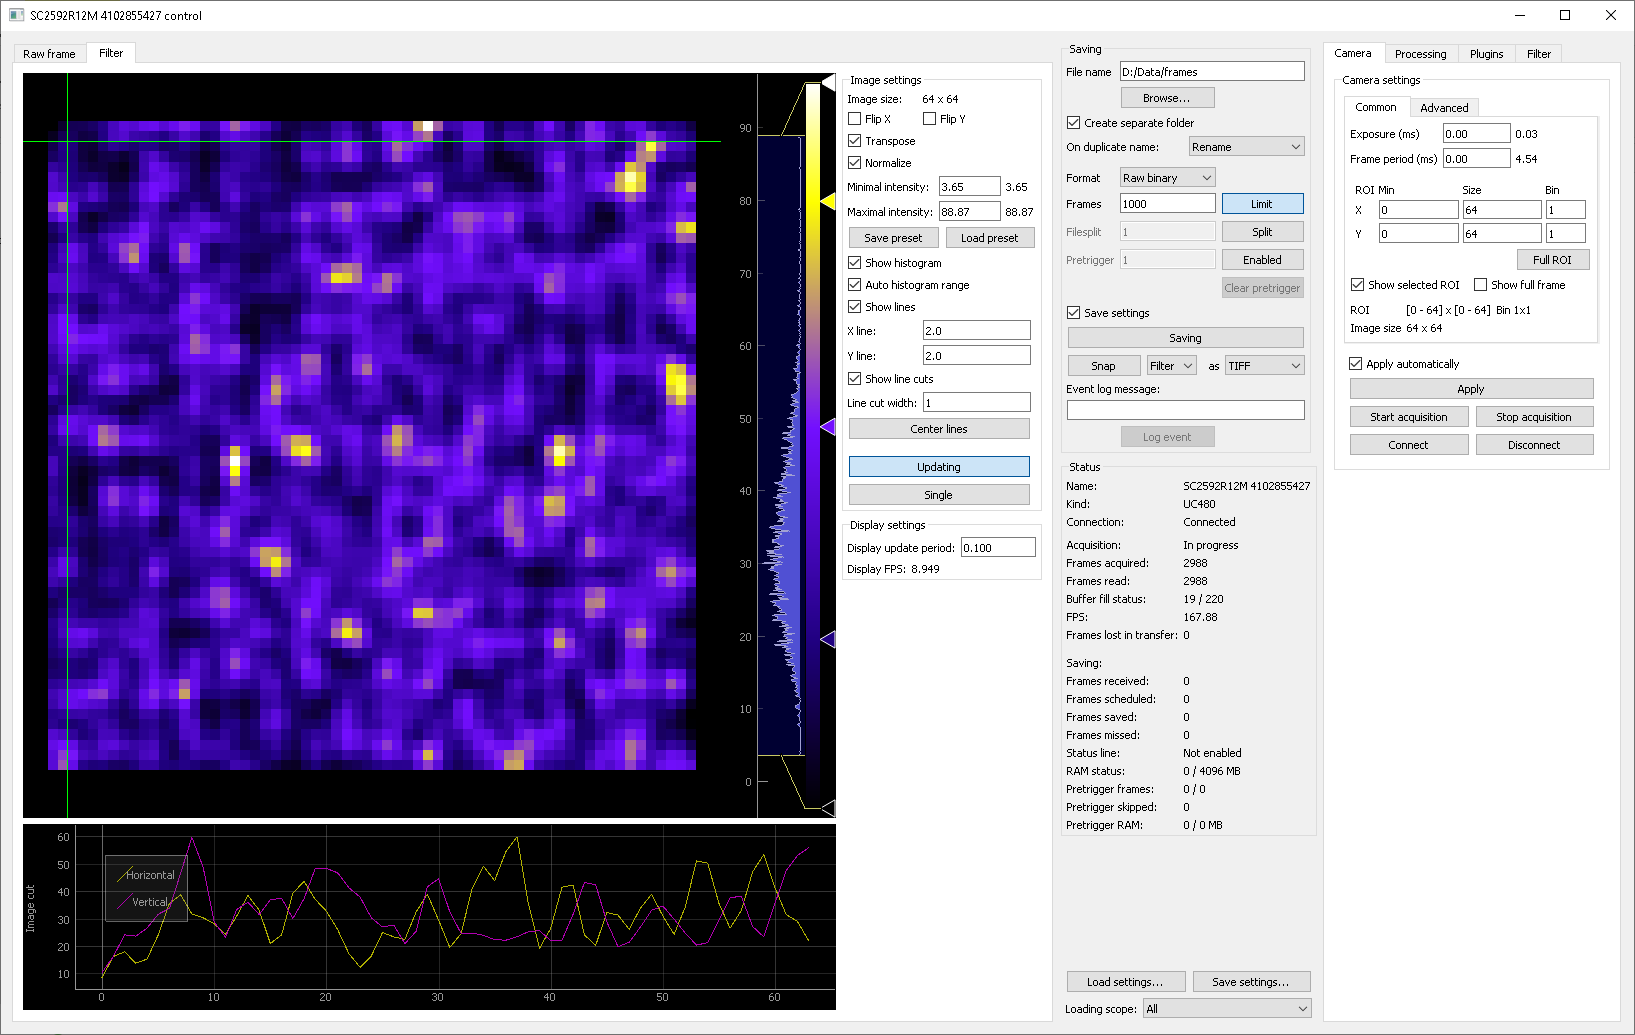 SC2592R12M 4102855427 control
Raw frame
Filter
90
80
70
60
50
40
30
20
10
0
Image cut
60
50
40
30
20
10
Horizontal
Vertical
0
10
20
30
40
50
60
Image settings
Image size: 64 x 64
Flip X Flip Y
Transpose
Normalize
Minimal intensity: 3.65 3.65
Maximal intensity: 88.87 88.87
Save preset Load preset
Show histogram
Auto histogram range
Show lines
X line: 2.0
Y line: 2.0
Show line cuts
Line cut width: 1
Center lines
Updating
Single
Display settings
Display update period: 0.100
Display FPS: 8.949
Saving
File name D:/Data/frames
Browse...
Create separate folder
On duplicate name: Rename
Format Raw binary
Frames 1000 Limit
Filesplit 1 Split
Pretrigger 1 Enabled
Clear pretrigger
Save settings
Saving
Snap Filter as TIFF
Event log message:
Log event
Status
Name: SC2592R12M 4102855427
Kind: UC480
Connection: Connected
Acquisition: In progress
Frames acquired: 2988
Frames read: 2988
Buffer fill status: 19 / 220
FPS: 167.88
Frames lost in transfer: 0
Saving:
Frames received: 0
Frames scheduled: 0
Frames saved: 0
Frames missed: 0
Status line: Not enabled
RAM status: 0 / 4096 MB
Pretrigger frames: 0 / 0
Pretrigger skipped: 0
Pretrigger RAM: 0 / 0 MB
Load settings... Save settings...
Loading scope: All
Camera Processing Plugins Filter
Camera settings
Common Advanced
Exposure (ms) 0.00 0.03
Frame period (ms) 0.00 4.54
ROI Min Size Bin
X 0 64 1
Y 0 64 1
Full ROI
Show selected ROI Show full frame
ROI [0 - 64] x [0 - 64] Bin 1x1
Image size 64 x 64
Apply automatically
Apply
Start acquisition Stop acquisition
Connect Disconnect